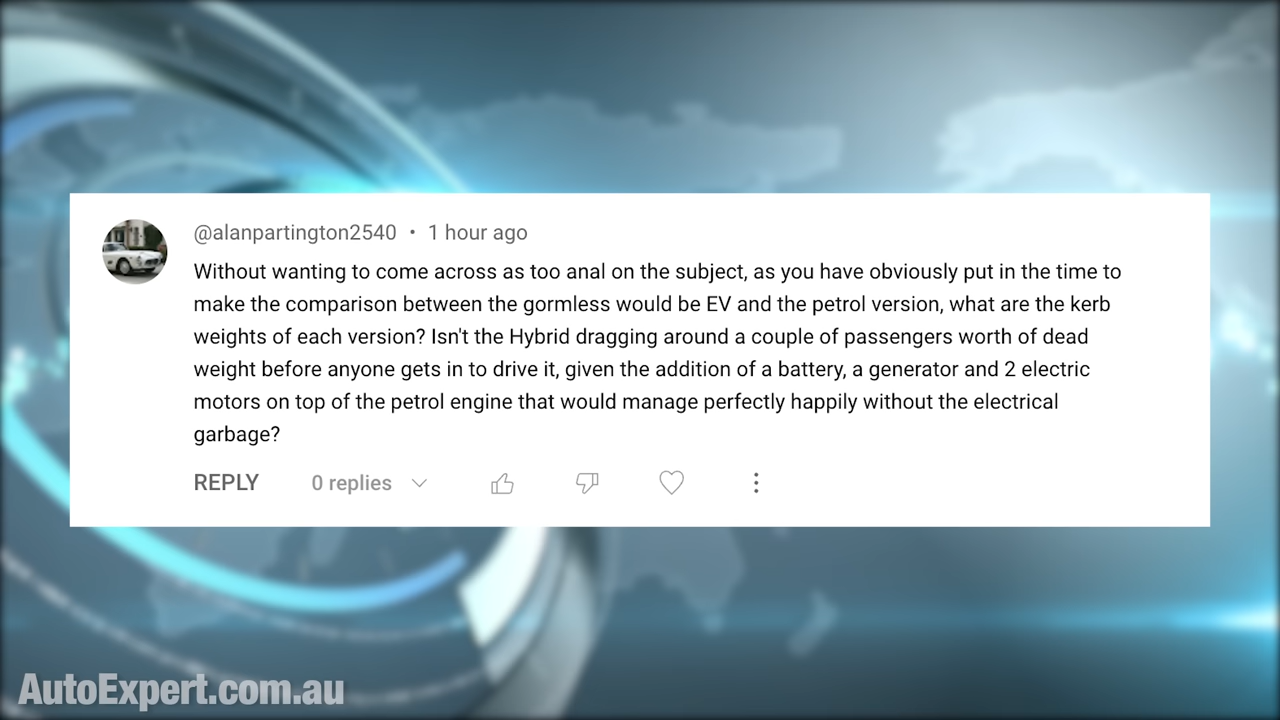 @alanpartington2540 • 1 hour ago
Without wanting to come across as too anal on the subject, as you have obviously put in the time to
make the comparison between the gormless would be EV and the petrol version, what are the kerb
weights of each version? Isn't the Hybrid dragging around a couple of passengers worth of dead
weight before anyone gets in to drive it, given the addition of a battery, a generator and 2 electric
motors on top of the petrol engine that would manage perfectly happily without the electrical
garbage?
REPLY 0 replies
AutoExpert.com.au